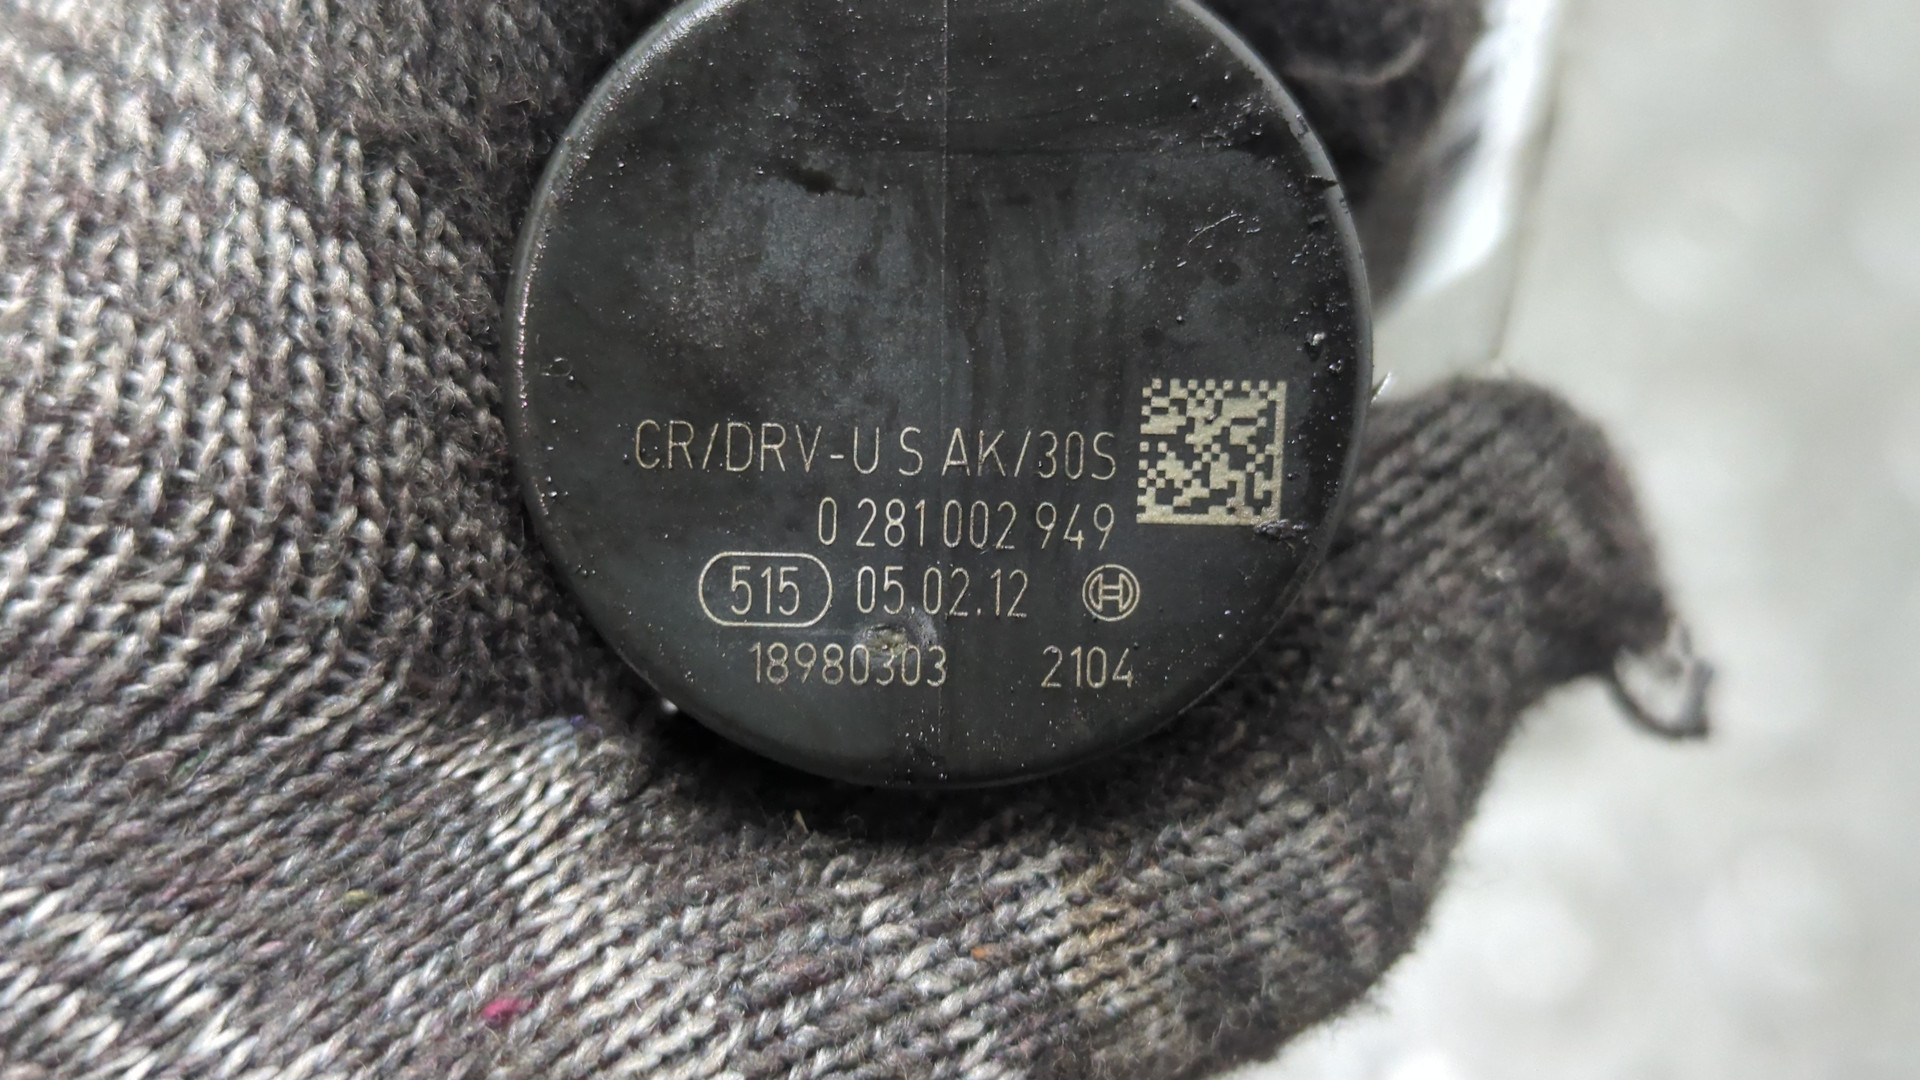 CR/DRV-U S AK/30S
0 281 002 949
515 05.02.12
18980303 2104